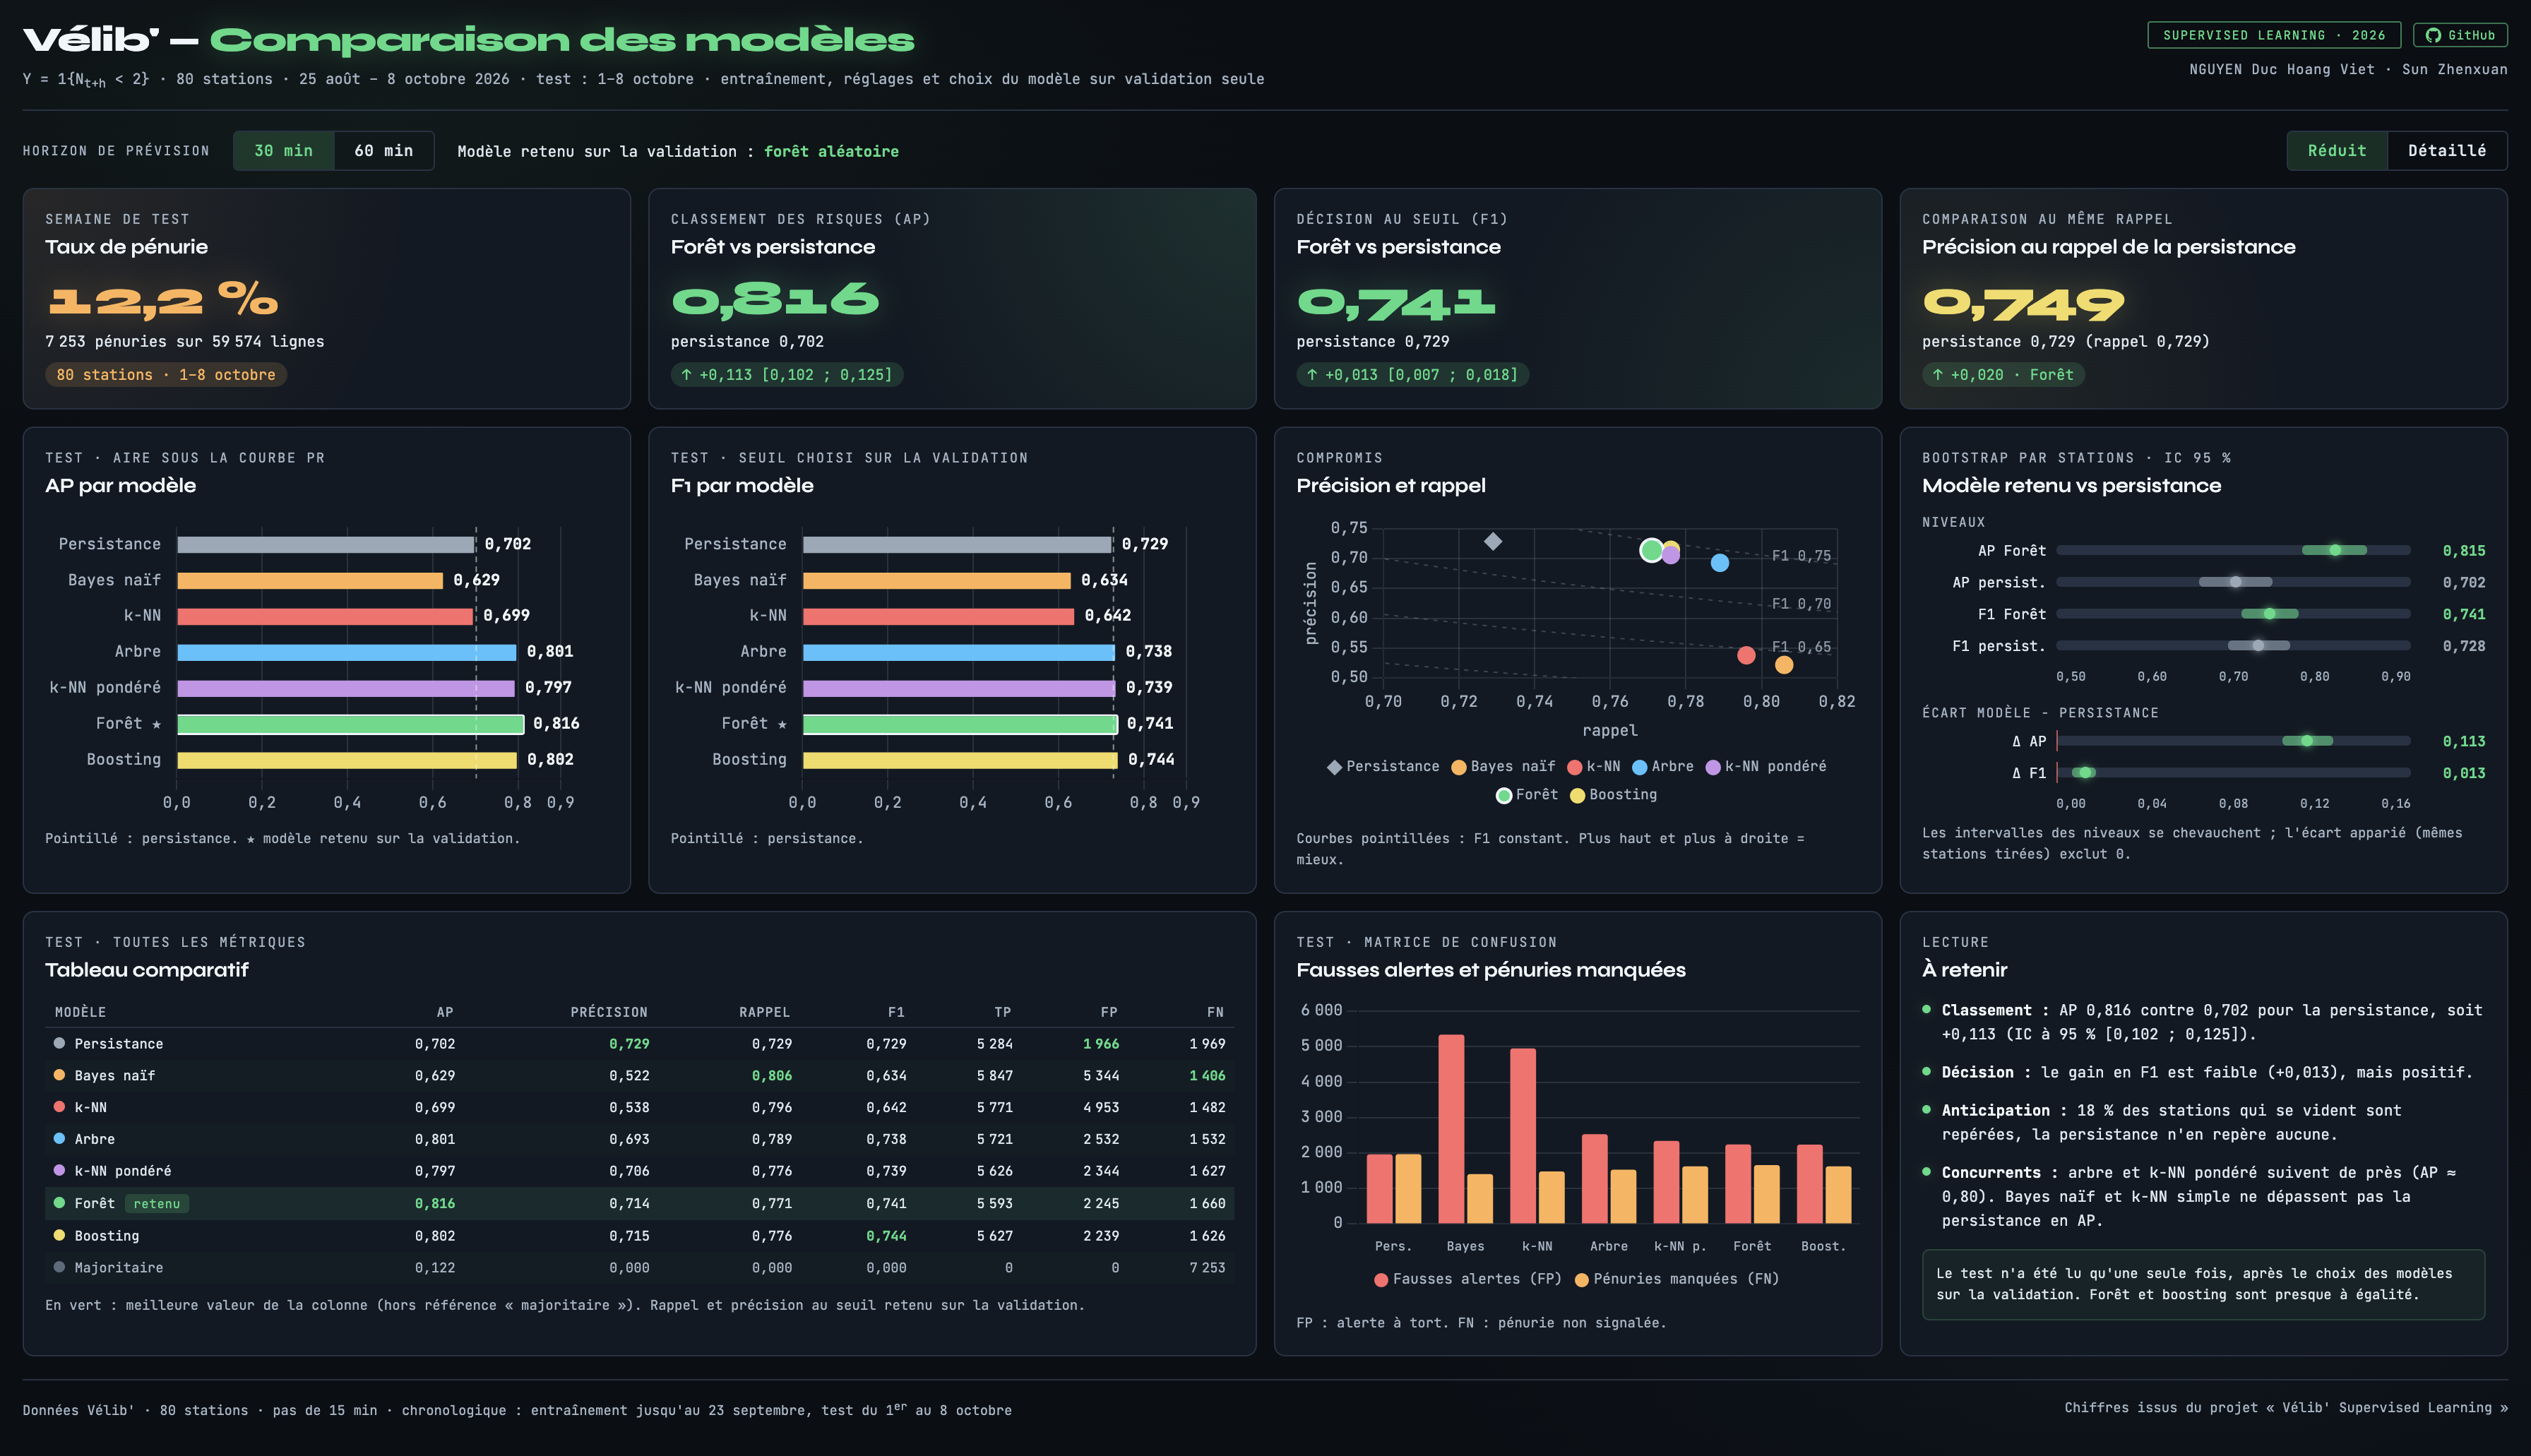 Vélib' – Comparaison des modèles
SUPERVISED LEARNING · 2026
GitHub
Y = 1{Nt+h < 2} · 80 stations · 25 août – 8 octobre 2026 · test : 1–8 octobre · entraînement, réglages et choix du modèle sur validation seule
NGUYEN Duc Hoang Viet · Sun Zhenxuan
HORIZON DE PRÉVISION
30 min
60 min
Modèle retenu sur la validation : forêt aléatoire
Réduit
Détaillé
SEMAINE DE TEST
Taux de pénurie
12,2 %
7 253 pénuries sur 59 574 lignes
80 stations · 1–8 octobre
CLASSEMENT DES RISQUES (AP)
Forêt vs persistance
0,816
persistance 0,702
↑ +0,113 [0,102 ; 0,125]
DÉCISION AU SEUIL (F1)
Forêt vs persistance
0,741
persistance 0,729
↑ +0,013 [0,007 ; 0,018]
COMPARAISON AU MÊME RAPPEL
Précision au rappel de la persistance
0,749
persistance 0,729 (rappel 0,729)
↑ +0,020 · Forêt
TEST · AIRE SOUS LA COURBE PR
AP par modèle
Persistance 0,702
Bayes naïf 0,629
k-NN 0,699
Arbre 0,801
k-NN pondéré 0,797
Forêt ★ 0,816
Boosting 0,802
0,0 0,2 0,4 0,6 0,8 0,9
Pointillé : persistance. ★ modèle retenu sur la validation.
TEST · SEUIL CHOISI SUR LA VALIDATION
F1 par modèle
Persistance 0,729
Bayes naïf 0,634
k-NN 0,642
Arbre 0,738
k-NN pondéré 0,739
Forêt ★ 0,741
Boosting 0,744
0,0 0,2 0,4 0,6 0,8 0,9
Pointillé : persistance.
COMPROMIS
Précision et rappel
précision
0,75
0,70
0,65
0,60
0,55
0,50
F1 0,75
F1 0,70
F1 0,65
0,70 0,72 0,74 0,76 0,78 0,80 0,82
rappel
Persistance Bayes naïf k-NN Arbre k-NN pondéré
Forêt Boosting
Courbes pointillées : F1 constant. Plus haut et plus à droite =
mieux.
BOOTSTRAP PAR STATIONS · IC 95 %
Modèle retenu vs persistance
NIVEAUX
AP Forêt 0,815
AP persist. 0,702
F1 Forêt 0,741
F1 persist. 0,728
0,50 0,60 0,70 0,80 0,90
ÉCART MODÈLE - PERSISTANCE
Δ AP 0,113
Δ F1 0,013
0,00 0,04 0,08 0,12 0,16
Les intervalles des niveaux se chevauchent ; l'écart apparié (mêmes
stations tirées) exclut 0.
TEST · TOUTES LES MÉTRIQUES
Tableau comparatif
MODÈLE AP PRÉCISION RAPPEL F1 TP FP FN
Persistance 0,702 0,729 0,729 0,729 5 284 1 966 1 969
Bayes naïf 0,629 0,522 0,806 0,634 5 847 5 344 1 406
k-NN 0,699 0,538 0,796 0,642 5 771 4 953 1 482
Arbre 0,801 0,693 0,789 0,738 5 721 2 532 1 532
k-NN pondéré 0,797 0,706 0,776 0,739 5 626 2 344 1 627
Forêt retenu 0,816 0,714 0,771 0,741 5 593 2 245 1 660
Boosting 0,802 0,715 0,776 0,744 5 627 2 239 1 626
Majoritaire 0,122 0,000 0,000 0,000 0 0 7 253
En vert : meilleure valeur de la colonne (hors référence « majoritaire »). Rappel et précision au seuil retenu sur la validation.
TEST · MATRICE DE CONFUSION
Fausses alertes et pénuries manquées
6 000
5 000
4 000
3 000
2 000
1 000
0
Pers. Bayes k-NN Arbre k-NN p. Forêt Boost.
Fausses alertes (FP) Pénuries manquées (FN)
FP : alerte à tort. FN : pénurie non signalée.
LECTURE
À retenir
Classement : AP 0,816 contre 0,702 pour la persistance, soit
+0,113 (IC à 95 % [0,102 ; 0,125]).
Décision : le gain en F1 est faible (+0,013), mais positif.
Anticipation : 18 % des stations qui se vident sont
repérées, la persistance n'en repère aucune.
Concurrents : arbre et k-NN pondéré suivent de près (AP ≈
0,80). Bayes naïf et k-NN simple ne dépassent pas la
persistance en AP.
Le test n'a été lu qu'une seule fois, après le choix des modèles
sur la validation. Forêt et boosting sont presque à égalité.
Données Vélib' · 80 stations · pas de 15 min · chronologique : entraînement jusqu'au 23 septembre, test du 1er au 8 octobre
Chiffres issus du projet « Vélib' Supervised Learning »